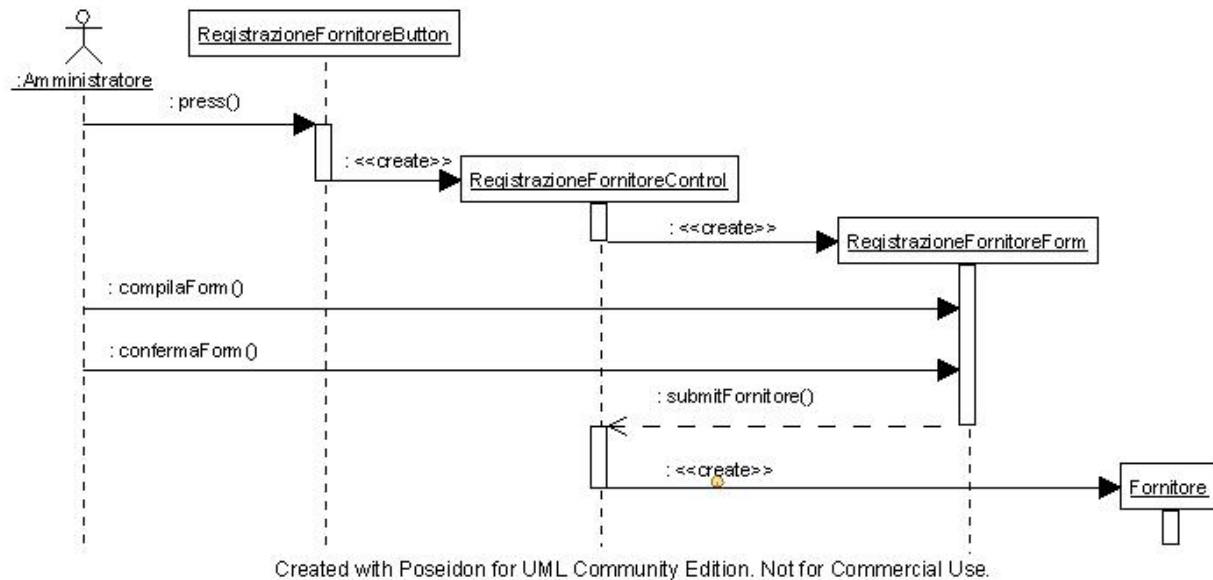 RegistrazioneFornitoreButton
:Amministratore
: press()
: <<create>>
RegistrazioneFornitoreControl
: <<create>>
RegistrazioneFornitoreForm
: compilaForm()
: confermaForm()
: submitFornitore()
: <<create>>
Fornitore
Created with Poseidon for UML Community Edition. Not for Commercial Use.